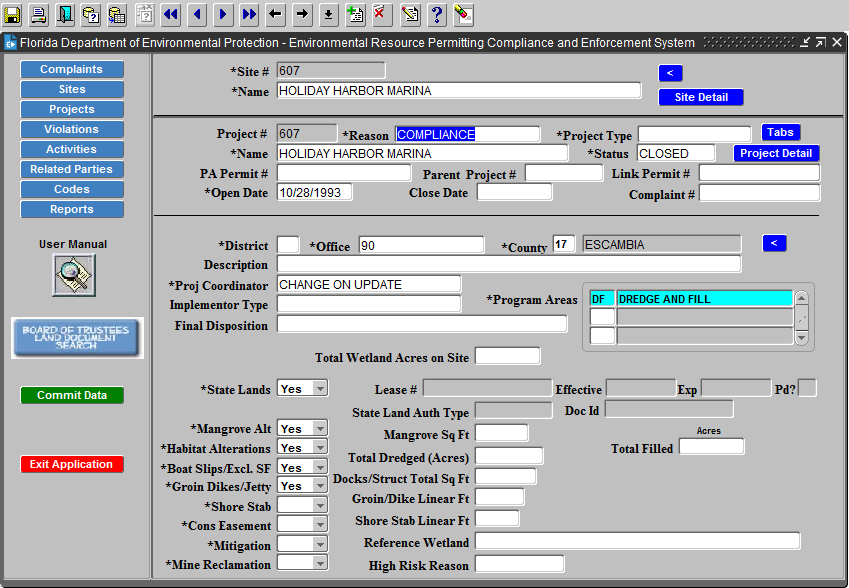 Florida Department of Environmental Protection - Environmental Resource Permitting Compliance and Enforcement System
Complaints
Sites
Projects
Violations
Activities
Related Parties
Codes
Reports
User Manual
BOARD OF TRUSTEES
LAND DOCUMENT
SEARCH
Commit Data
Exit Application
*Site # 607 <
*Name HOLIDAY HARBOR MARINA Site Detail
Project # 607 *Reason COMPLIANCE *Project Type Tabs
*Name HOLIDAY HARBOR MARINA *Status CLOSED Project Detail
PA Permit # Parent Project # Link Permit #
*Open Date 10/28/1993 Close Date Complaint #
*District *Office 90 *County 17 ESCAMBIA <
Description
*Proj Coordinator CHANGE ON UPDATE
Implementor Type *Program Areas DF DREDGE AND FILL
Final Disposition
Total Wetland Acres on Site
*State Lands Yes Lease # Effective Exp Pd?
State Land Auth Type Doc Id
*Mangrove Alt Yes Mangrove Sq Ft Acres
*Habitat Alterations Yes Total Dredged (Acres) Total Filled
*Boat Slips/Excl. SF Yes Docks/Struct Total Sq Ft
*Groin Dikes/Jetty Yes Groin/Dike Linear Ft
*Shore Stab Shore Stab Linear Ft
*Cons Easement
*Mitigation Reference Wetland
*Mine Reclamation High Risk Reason